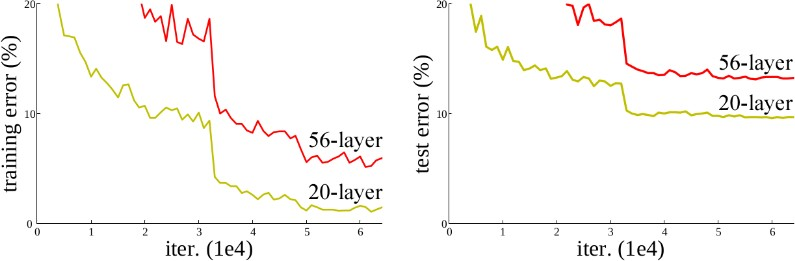 training error (%)
20
10
0
56-layer
20-layer
0 1 2 3 4 5 6
iter. (1e4)
test error (%)
20
10
0
56-layer
20-layer
0 1 2 3 4 5 6
iter. (1e4)